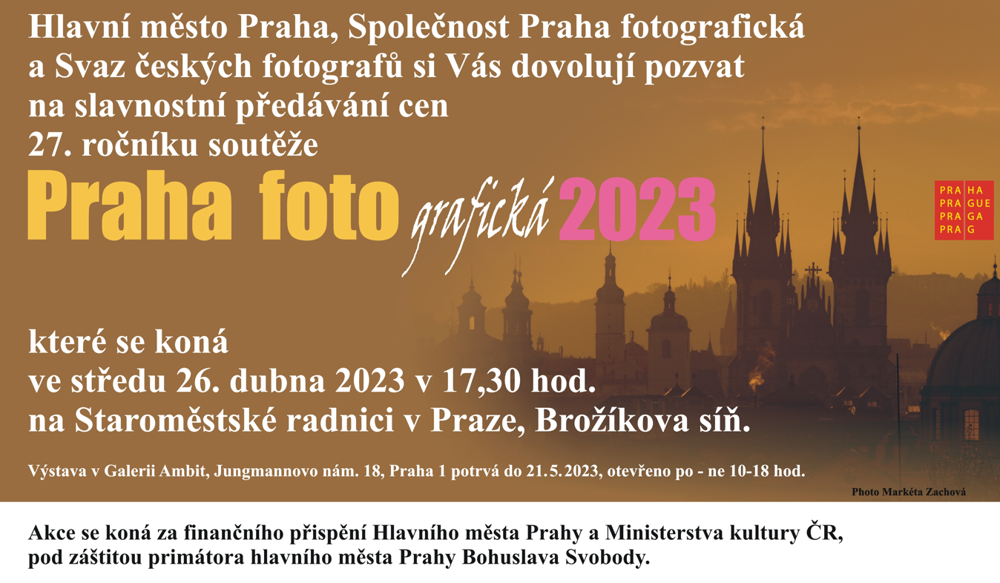 Hlavní město Praha, Společnost Praha fotografická
a Svaz českých fotografů si Vás dovolují pozvat
na slavnostní předávání cen
27. ročníku soutěže
Praha foto grafická 2023
PRA HA
PRA GUE
PRA GA
PRA G
které se koná
ve středu 26. dubna 2023 v 17,30 hod.
na Staroměstské radnici v Praze, Brožíkova síň.
Výstava v Galerii Ambit, Jungmannovo nám. 18, Praha 1 potrvá do 21.5.2023, otevřeno po - ne 10-18 hod.
Photo Markéta Zachová
Akce se koná za finančního přispění Hlavního města Prahy a Ministerstva kultury ČR,
pod záštitou primátora hlavního města Prahy Bohuslava Svobody.